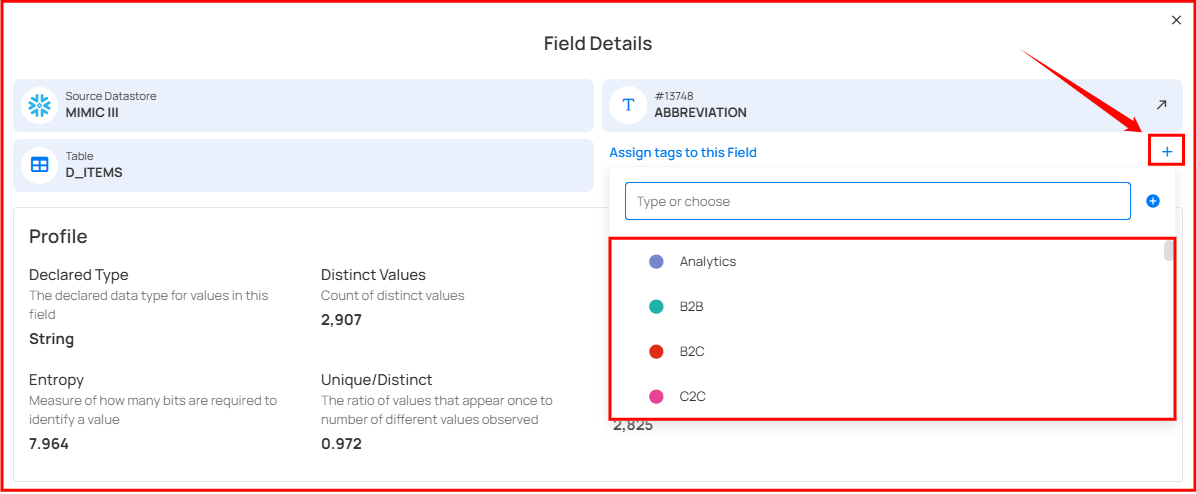 Field Details
Source Datastore
MIMIC III
#13748
ABBREVIATION
Table
D_ITEMS
Assign tags to this Field
Type or choose
Analytics
B2B
B2C
C2C
Profile
Declared Type
The declared data type for values in this
field
String
Distinct Values
Count of distinct values
2,907
Entropy
Measure of how many bits are required to
identify a value
7.964
Unique/Distinct
The ratio of values that appear once to
number of different values observed
0.972
2,825